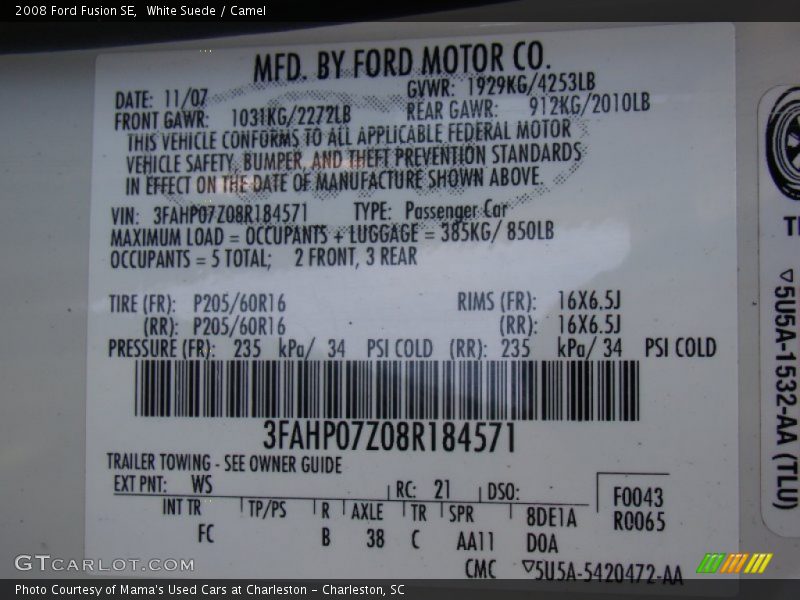 2008 Ford Fusion SE, White Suede / Camel
MFD. BY FORD MOTOR CO.
DATE: 11/07 GVWR: 1929KG/4253LB
FRONT GAWR: 1031KG/2272LB REAR GAWR: 912KG/2010LB
THIS VEHICLE CONFORMS TO ALL APPLICABLE FEDERAL MOTOR
VEHICLE SAFETY, BUMPER, AND THEFT PREVENTION STANDARDS
IN EFFECT ON THE DATE OF MANUFACTURE SHOWN ABOVE.
VIN: 3FAHP07Z08R184571 TYPE: Passenger Car
MAXIMUM LOAD = OCCUPANTS + LUGGAGE = 385KG/ 850LB
OCCUPANTS = 5 TOTAL; 2 FRONT, 3 REAR
TIRE (FR): P205/60R16 RIMS (FR): 16X6.5J
(RR): P205/60R16 (RR): 16X6.5J
PRESSURE (FR): 235 kPa/ 34 PSI COLD (RR): 235 kPa/ 34 PSI COLD
3FAHP07Z08R184571
TRAILER TOWING - SEE OWNER GUIDE
EXT PNT: WS RC: 21 DSO: F0043
INT TR TP/PS R AXLE TR SPR 8DE1A R0065
FC B 38 C AA11 D0A
CMC ▽5U5A-5420472-AA
▽5U5A-1532-AA (TLU)
GTCARLOT.COM
Photo Courtesy of Mama's Used Cars at Charleston – Charleston, SC